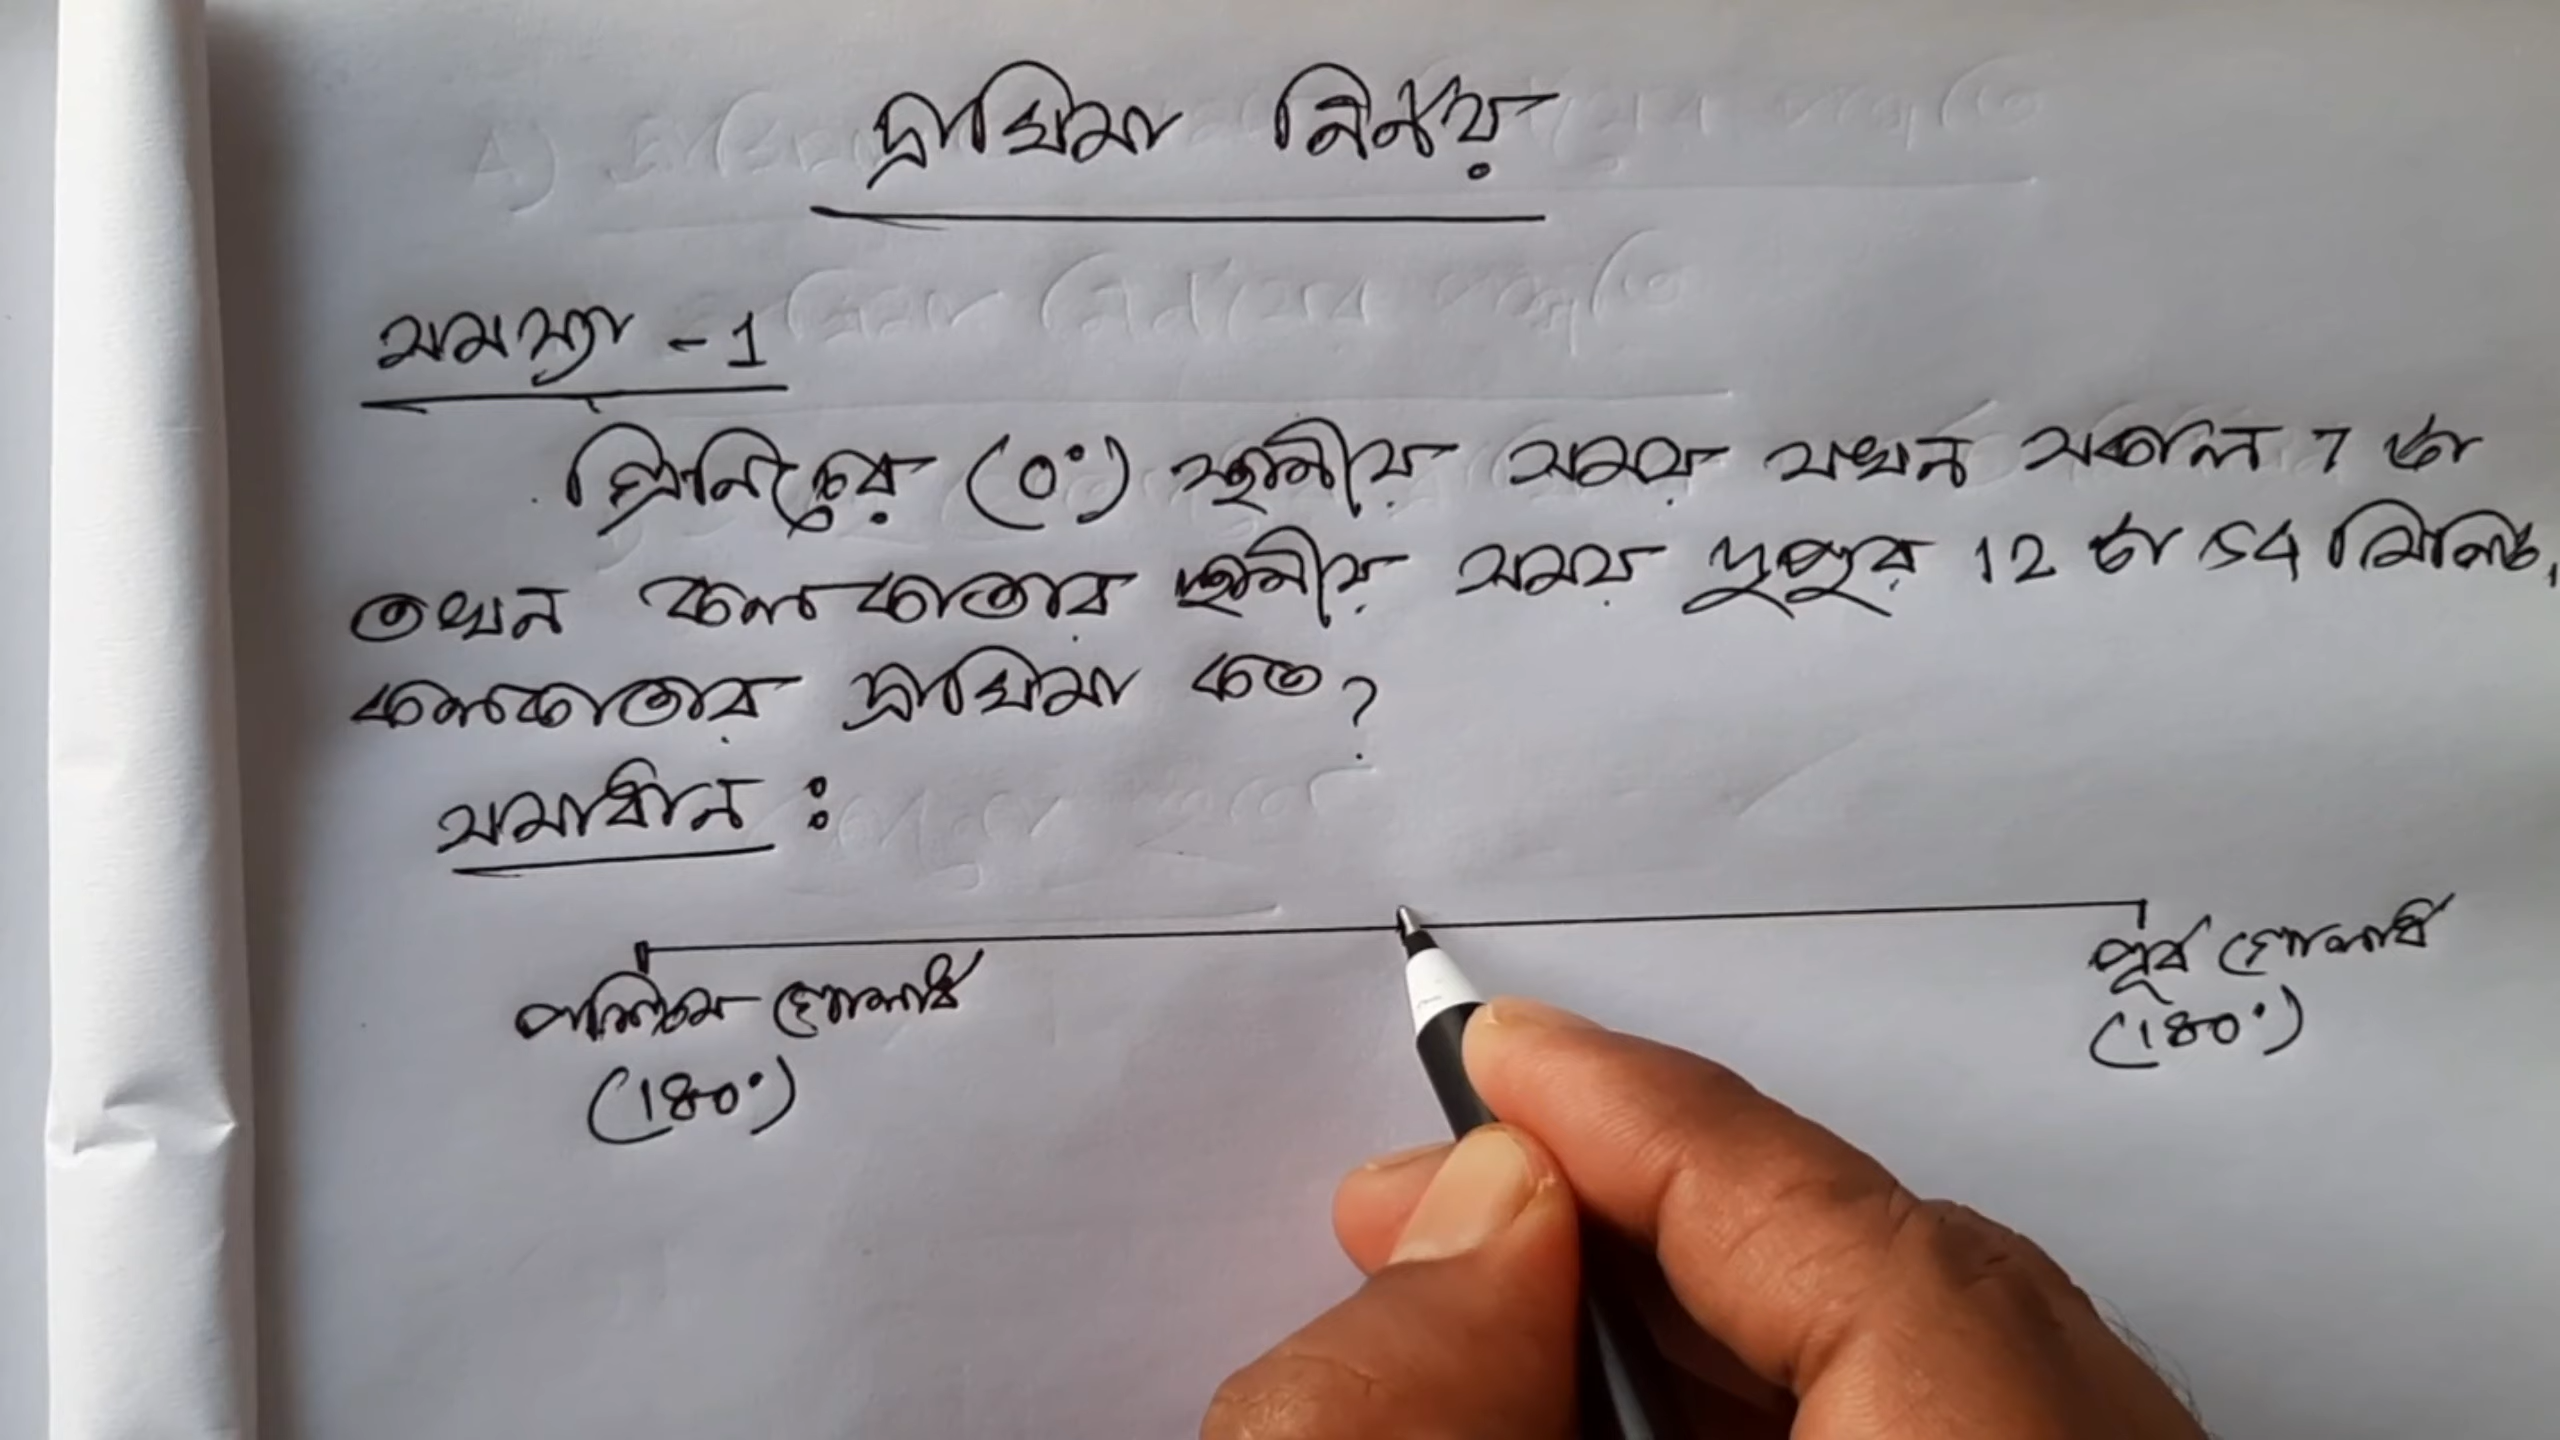 দ্রাঘিমা নির্ণয়
সমস্যা - 1
গ্রিনিচের (0°) স্থানীয় সময় যখন সকাল 7 টা
তখন কলকাতার স্থানীয় সময় দুপুর 12 টা 54 মিনিট,
কলকাতার দ্রাঘিমা কত?
সমাধান :
পশ্চিম গোলার্ধ
(180°)
পূর্ব গোলার্ধ
(180°)